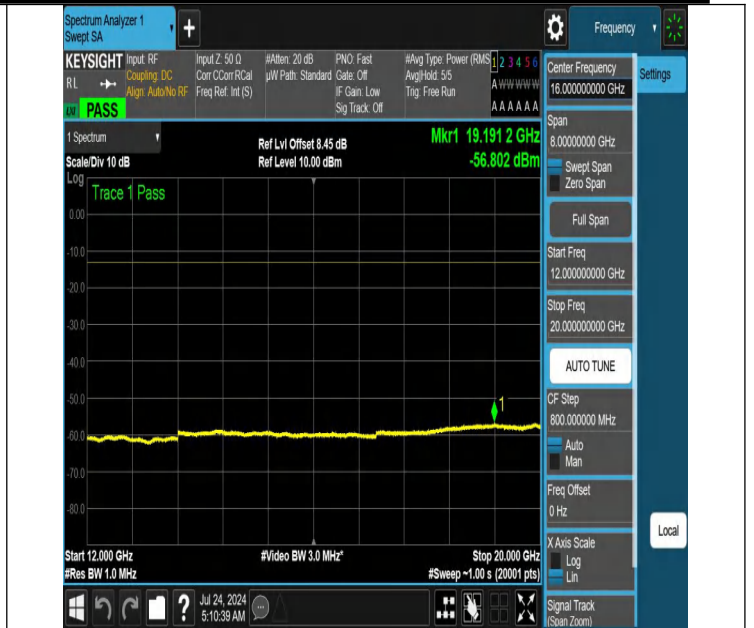 Spectrum Analyzer 1
Swept SA
+
Frequency
KEYSIGHT
RL
PASS
Input: RF
Coupling: DC
Align: Auto/No RF
Input Z: 50 Ω
Corr CCorr RCal
Freq Ref: Int (S)
#Atten: 20 dB
µW Path: Standard
PNO: Fast
Gate: Off
IF Gain: Low
Sig Track: Off
#Avg Type: Power (RMS
Avg|Hold: 5/5
Trig: Free Run
1 2 3 4 5 6
A W W W W W
A A A A A A
Center Frequency
16.000000000 GHz
Settings
Span
8.00000000 GHz
Swept Span
Zero Span
Full Span
Start Freq
12.000000000 GHz
Stop Freq
20.000000000 GHz
AUTO TUNE
CF Step
800.000000 MHz
Auto
Man
Freq Offset
0 Hz
X Axis Scale
Log
Lin
Signal Track
(Span Zoom)
Local
1 Spectrum
Scale/Div 10 dB
Ref Lvl Offset 8.45 dB
Ref Level 10.00 dBm
Mkr1 19.191 2 GHz
-56.802 dBm
Log
Trace 1 Pass
0.00
-10.0
-20.0
-30.0
-40.0
-50.0
-60.0
-70.0
-80.0
1
Start 12.000 GHz
#Res BW 1.0 MHz
#Video BW 3.0 MHz*
Stop 20.000 GHz
#Sweep ~1.00 s (20001 pts)
?
Jul 24, 2024
5:10:39 AM